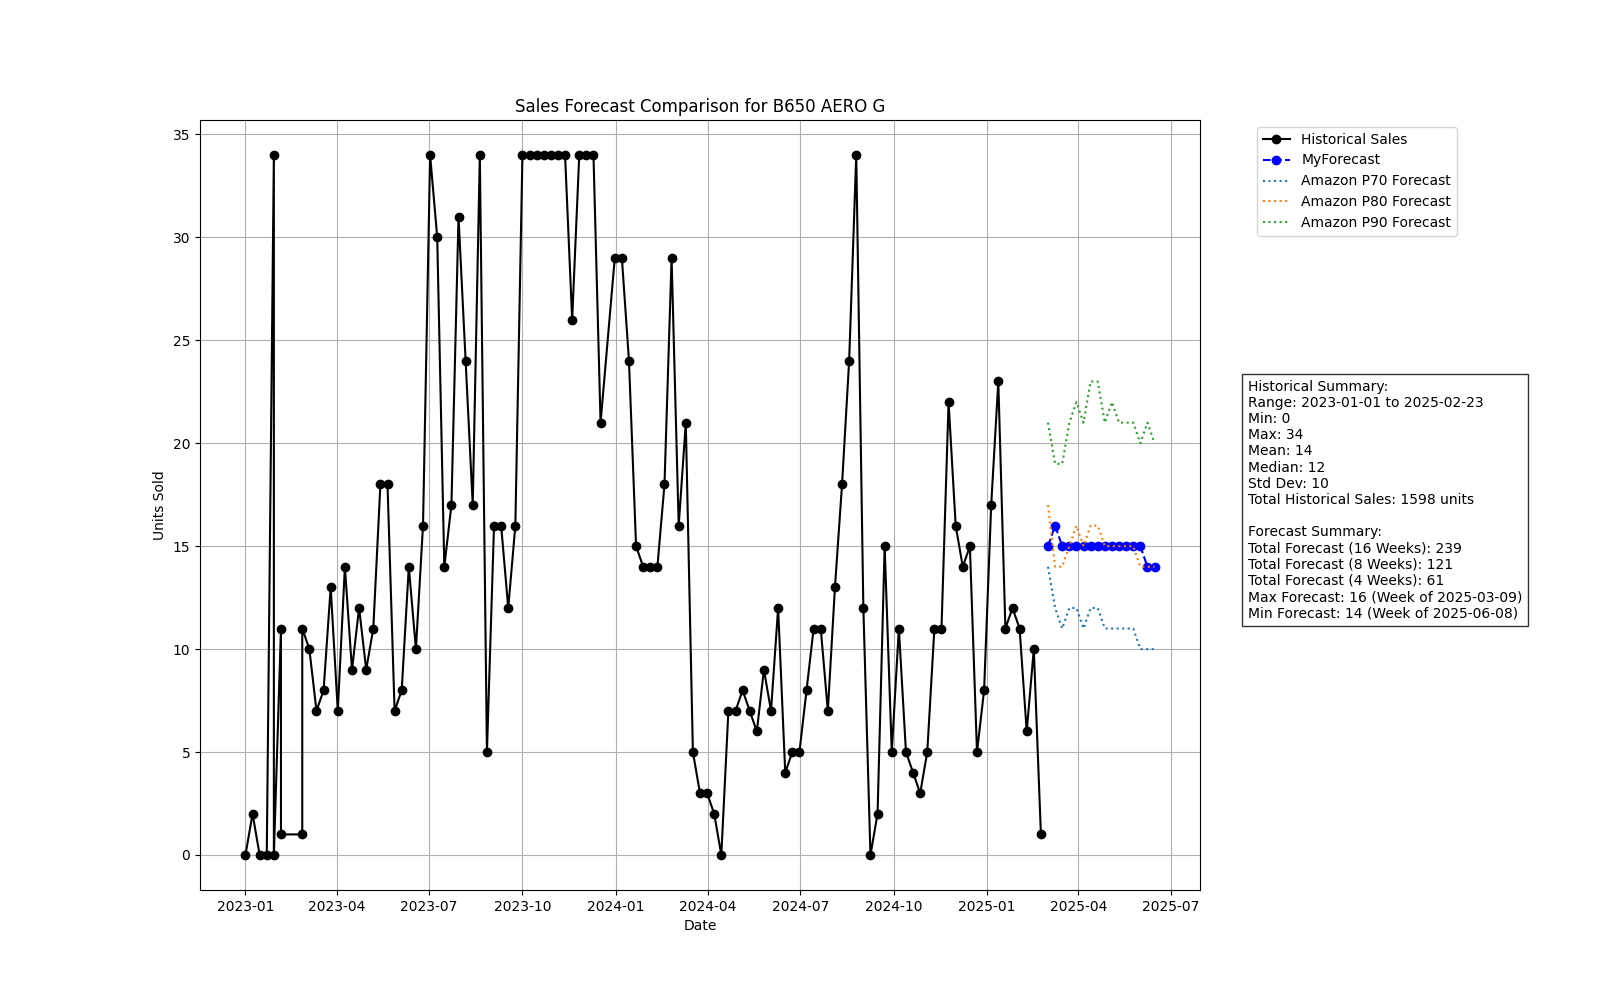 Sales Forecast Comparison for B650 AERO G
Historical Sales
MyForecast
Amazon P70 Forecast
Amazon P80 Forecast
Amazon P90 Forecast
35
30
25
20
15
10
5
0
Units Sold
Historical Summary:
Range: 2023-01-01 to 2025-02-23
Min: 0
Max: 34
Mean: 14
Median: 12
Std Dev: 10
Total Historical Sales: 1598 units
Forecast Summary:
Total Forecast (16 Weeks): 239
Total Forecast (8 Weeks): 121
Total Forecast (4 Weeks): 61
Max Forecast: 16 (Week of 2025-03-09)
Min Forecast: 14 (Week of 2025-06-08)
2023-01 2023-04 2023-07 2023-10 2024-01 2024-04 2024-07 2024-10 2025-01 2025-04 2025-07
Date